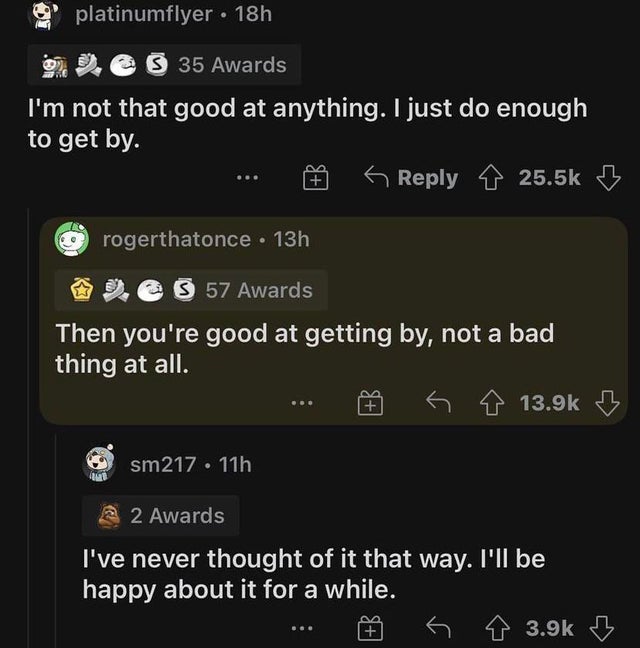 platinumflyer • 18h
35 Awards
I'm not that good at anything. I just do enough
to get by.
... Reply 25.5k
rogerthatonce • 13h
S 57 Awards
Then you're good at getting by, not a bad
thing at all.
... 13.9k
sm217 • 11h
2 Awards
I've never thought of it that way. I'll be
happy about it for a while.
... 3.9k